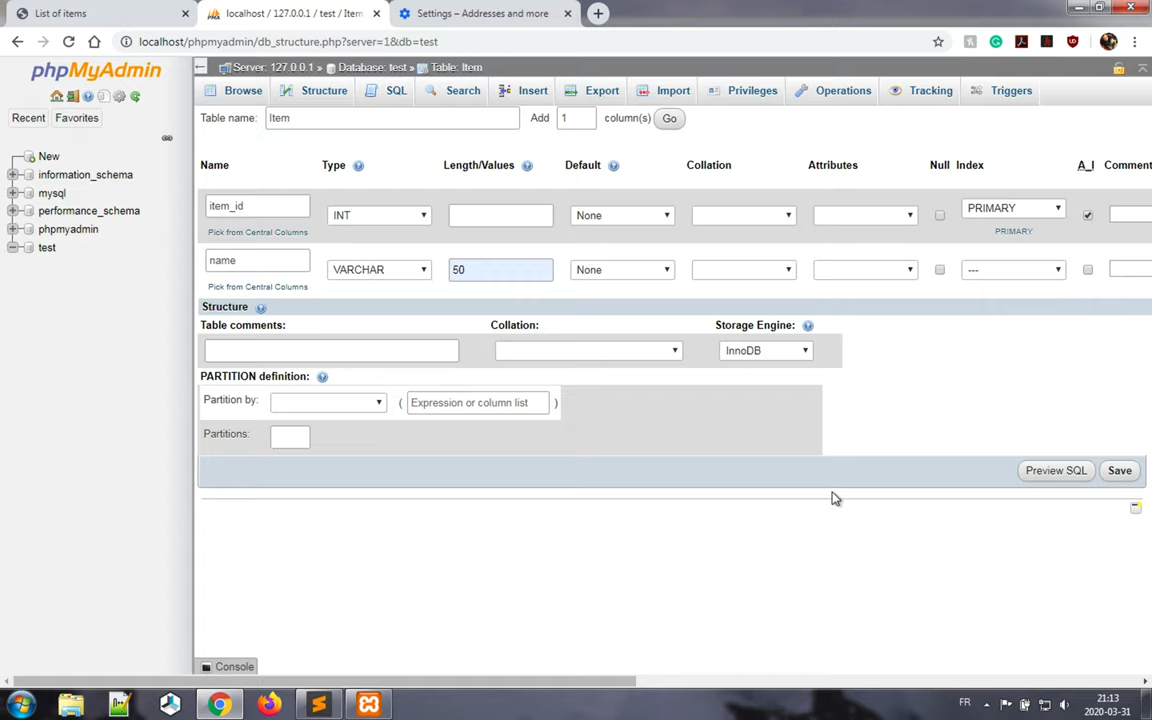 List of items
localhost / 127.0.0.1 / test / Item
Settings – Addresses and more
localhost/phpmyadmin/db_structure.php?server=1&db=test
phpMyAdmin
Recent
Favorites
New
information_schema
mysql
performance_schema
phpmyadmin
test
Server: 127.0.0.1 » Database: test » Table: Item
Browse Structure SQL Search Insert Export Import Privileges Operations Tracking Triggers
Table name: Item Add 1 column(s) Go
Name Type Length/Values Default Collation Attributes Null Index A_I Comment
item_id INT None PRIMARY
Pick from Central Columns PRIMARY
name VARCHAR 50 None ---
Pick from Central Columns
Structure
Table comments: Collation: Storage Engine:
InnoDB
PARTITION definition:
Partition by: ( Expression or column list )
Partitions:
Preview SQL Save
Console
FR
21:13
2020-03-31